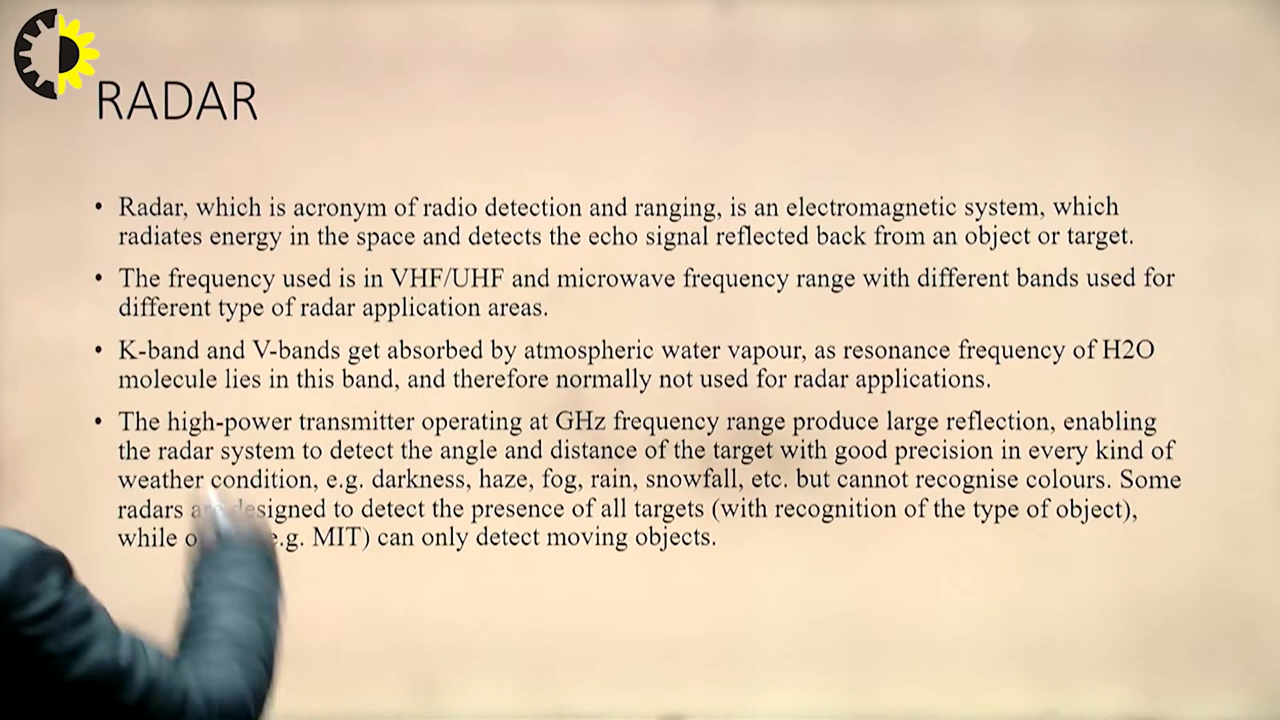 RADAR
• Radar, which is acronym of radio detection and ranging, is an electromagnetic system, which
radiates energy in the space and detects the echo signal reflected back from an object or target.
• The frequency used is in VHF/UHF and microwave frequency range with different bands used for
different type of radar application areas.
• K-band and V-bands get absorbed by atmospheric water vapour, as resonance frequency of H2O
molecule lies in this band, and therefore normally not used for radar applications.
• The high-power transmitter operating at GHz frequency range produce large reflection, enabling
the radar system to detect the angle and distance of the target with good precision in every kind of
weather condition, e.g. darkness, haze, fog, rain, snowfall, etc. but cannot recognise colours. Some
radars designed to detect the presence of all targets (with recognition of the type of object),
while MIT) can only detect moving objects.